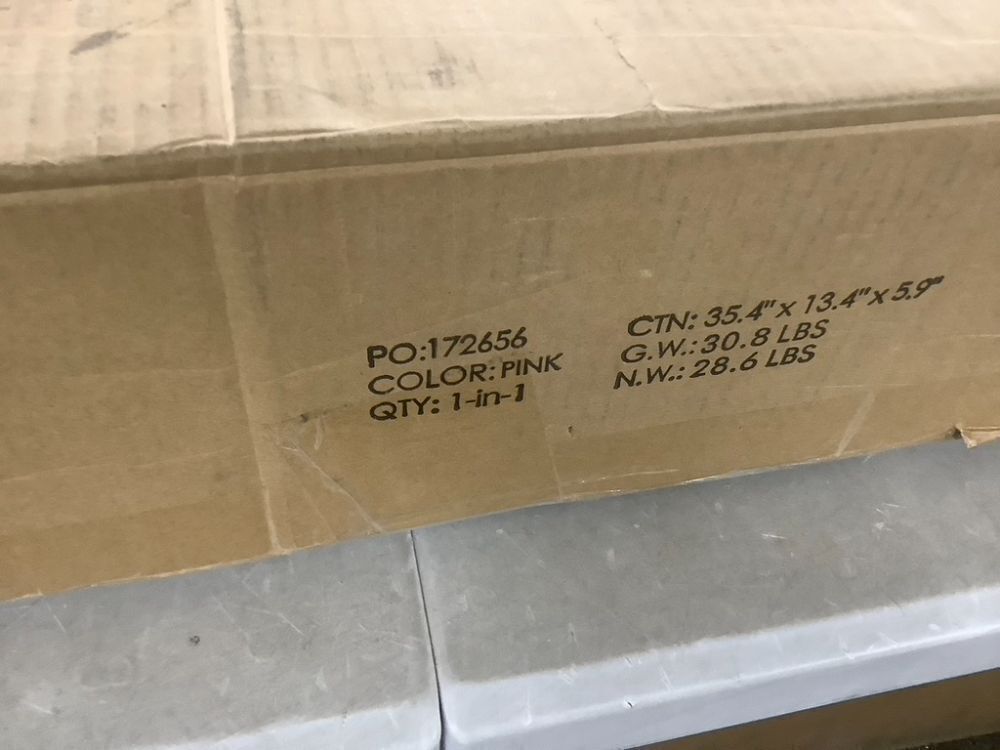 PO:172656
COLOR: PINK
QTY: 1-in-1
CTN: 35.4" x 13.4" x 5.9"
G.W.: 30.8 LBS
N.W.: 28.6 LBS